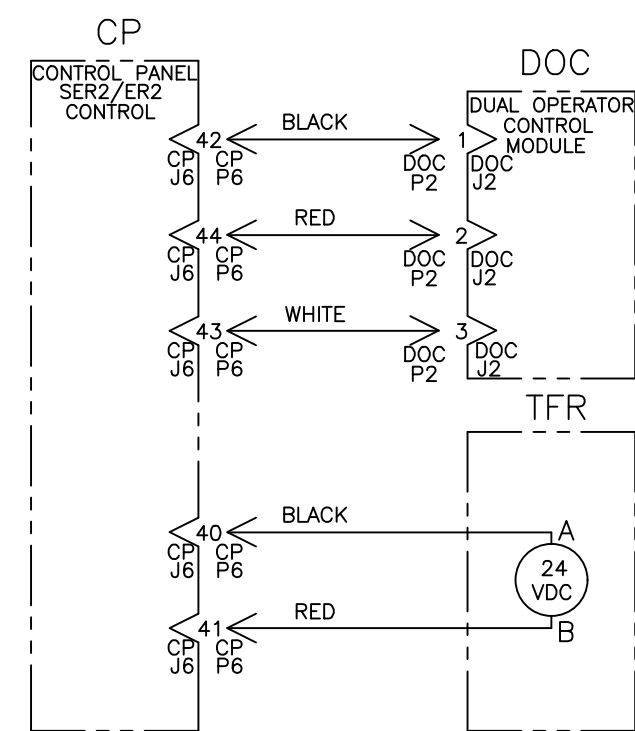 CP
CONTROL PANEL
SER2/ER2
CONTROL
DOC
DUAL OPERATOR
CONTROL
MODULE
42
BLACK
1
CP
J6
CP
P6
DOC
P2
DOC
J2
44
RED
2
CP
J6
CP
P6
DOC
P2
DOC
J2
43
WHITE
3
CP
J6
CP
P6
DOC
P2
DOC
J2
TFR
40
BLACK
A
CP
J6
CP
P6
24
VDC
41
RED
B
CP
J6
CP
P6